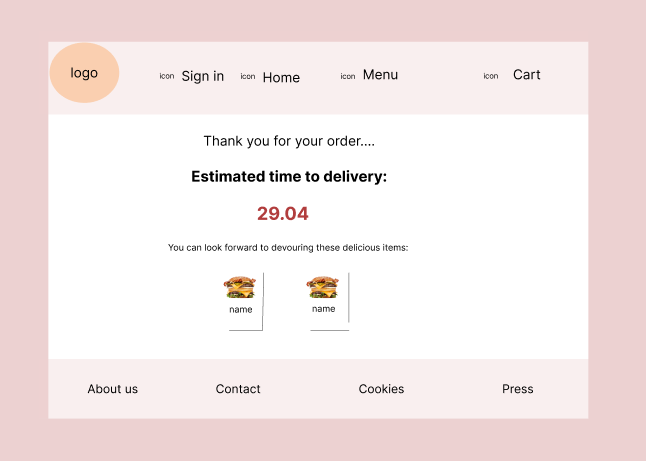 logo
icon Sign in icon Home icon Menu icon Cart
Thank you for your order....
Estimated time to delivery:
29.04
You can look forward to devouring these delicious items:
name name
About us Contact Cookies Press